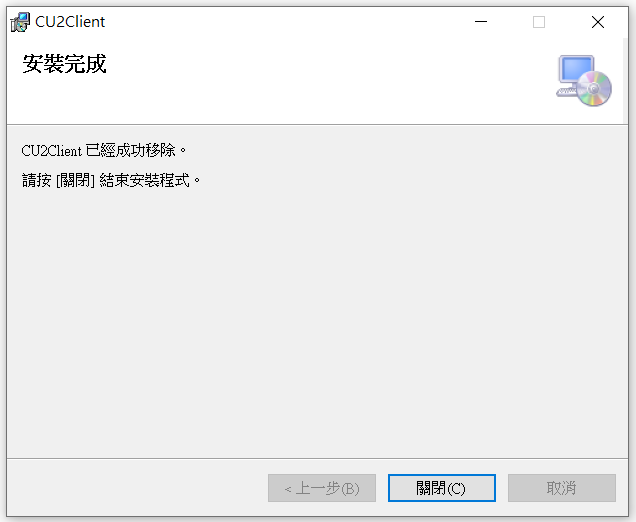 CU2Client
安裝完成
CU2Client 已經成功移除。
請按 [關閉] 結束安裝程式。
< 上一步(B)
關閉(C)
取消